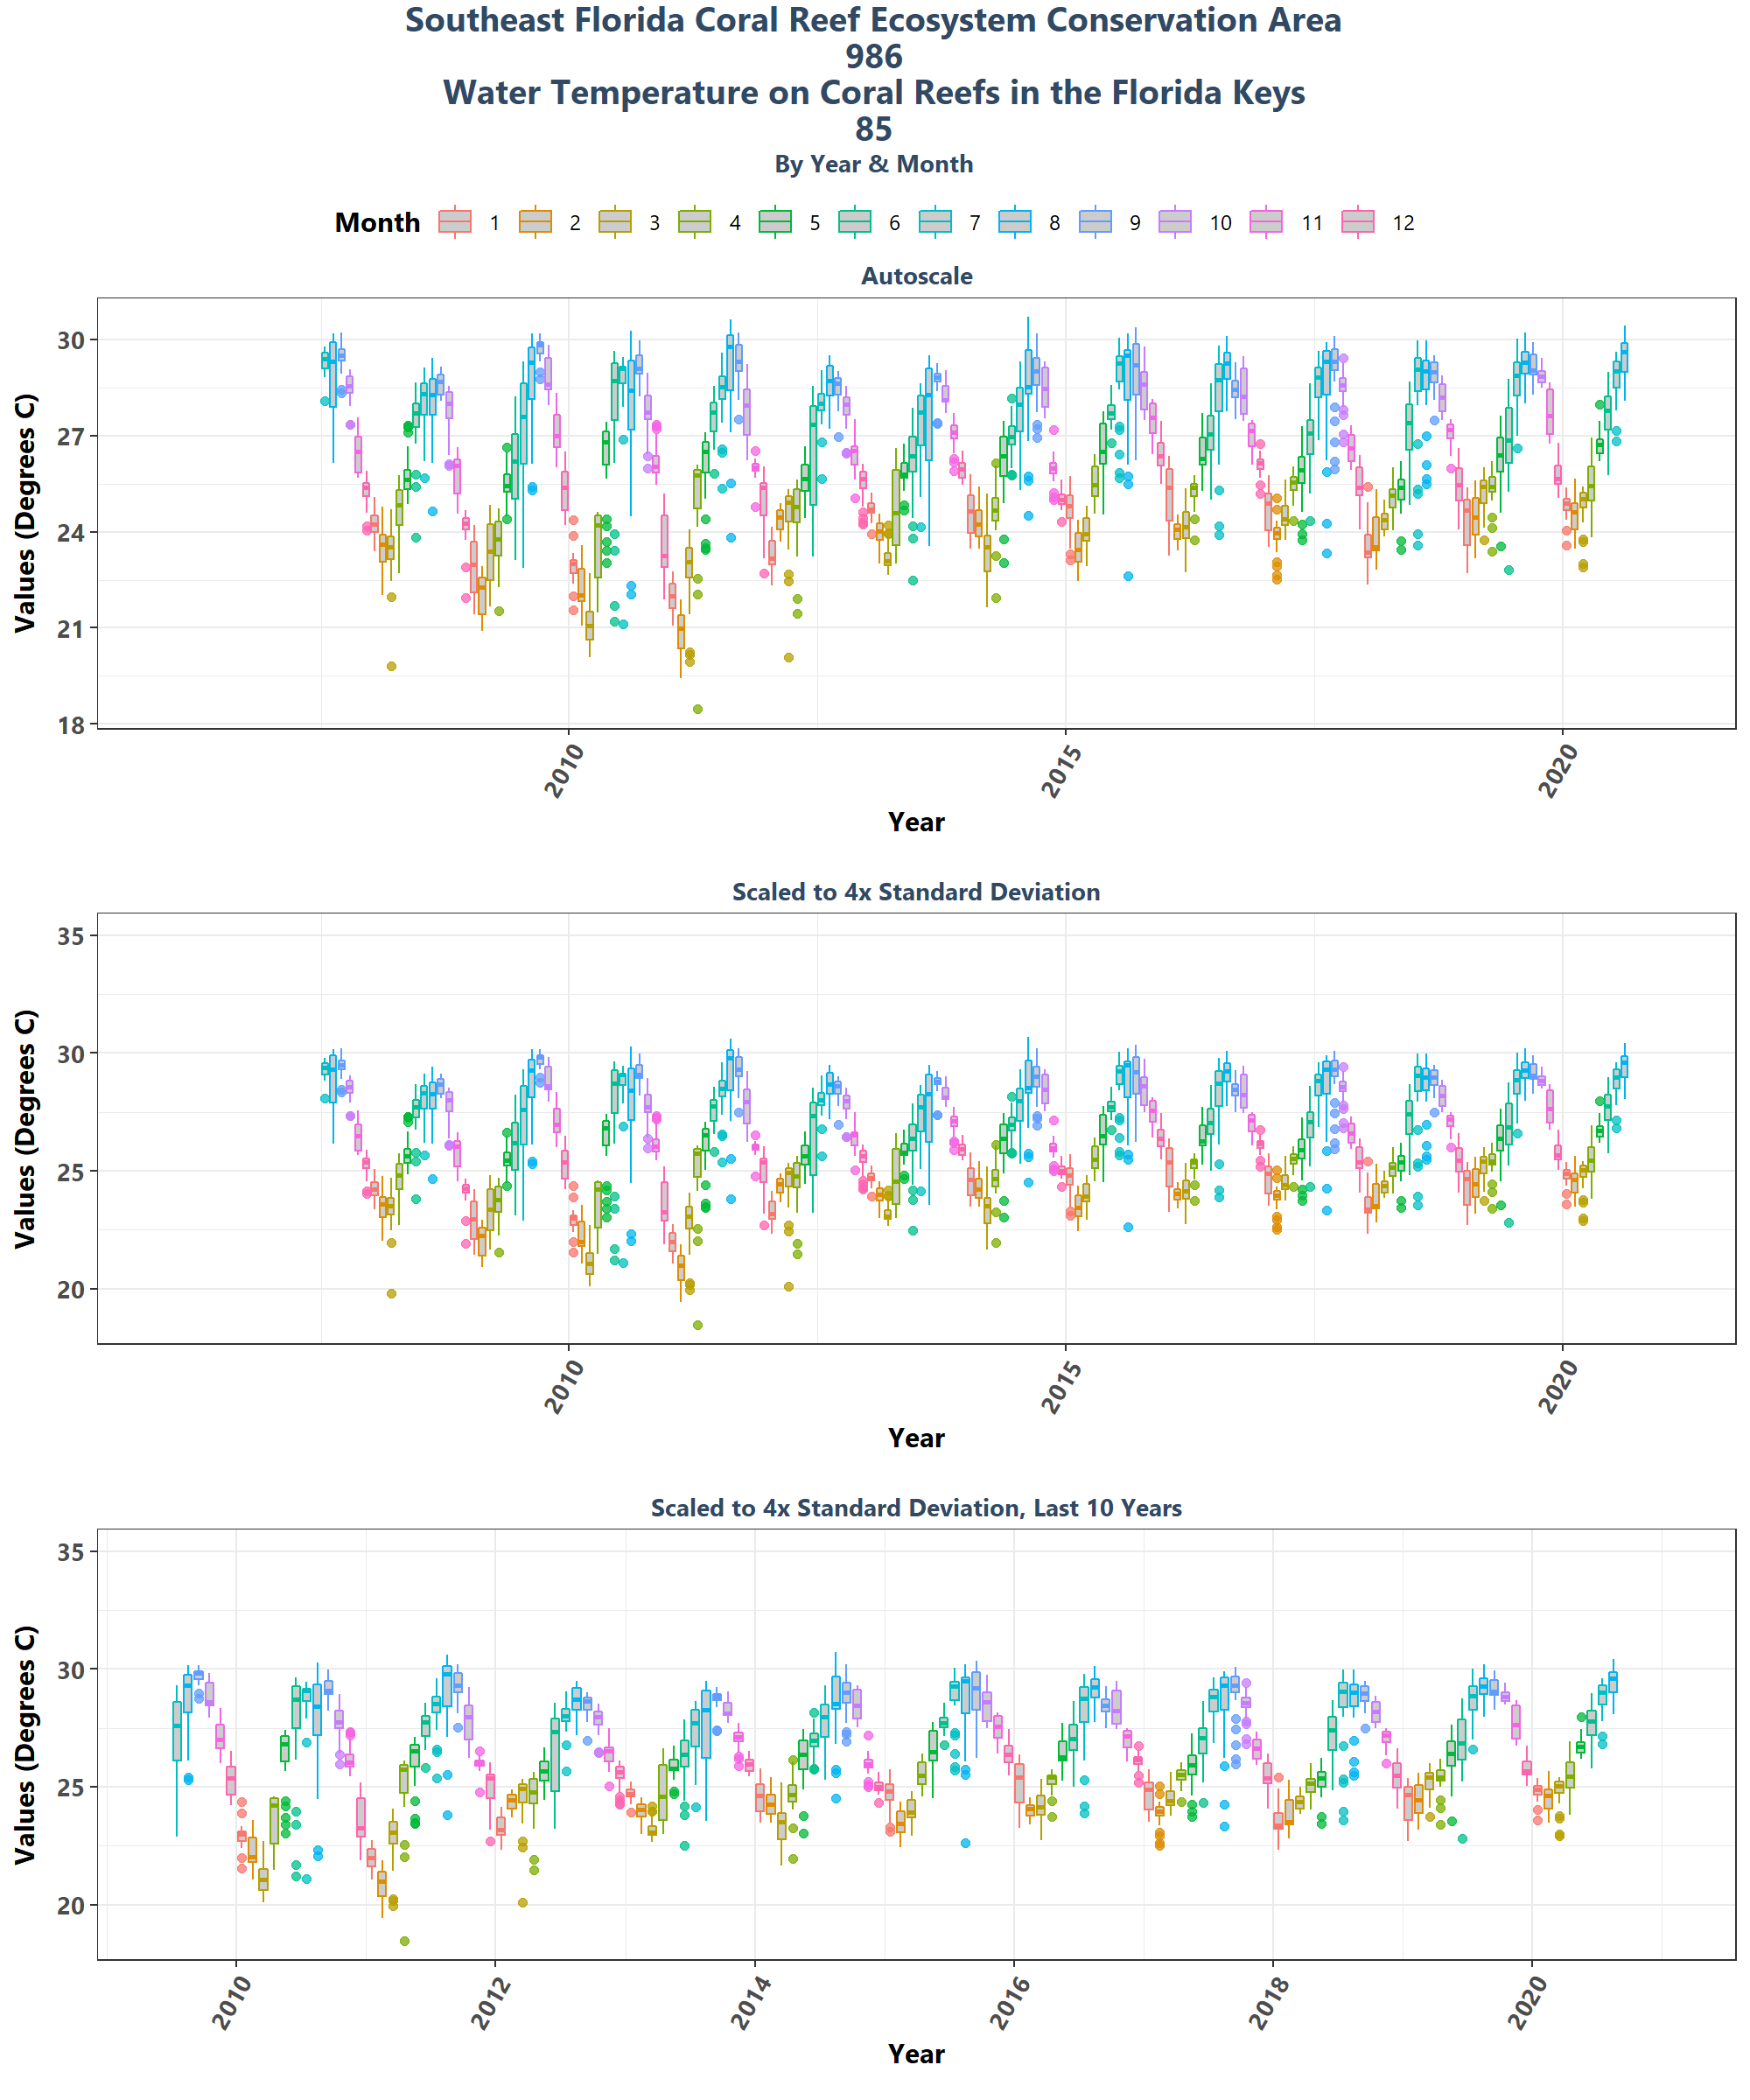 Southeast Florida Coral Reef Ecosystem Conservation Area
986
Water Temperature on Coral Reefs in the Florida Keys
85
By Year & Month
Month 1 2 3 4 5 6 7 8 9 10 11 12
Autoscale
Values (Degrees C)
30
27
24
21
18
2010 2015 2020
Year
Scaled to 4x Standard Deviation
Values (Degrees C)
35
30
25
20
2010 2015 2020
Year
Scaled to 4x Standard Deviation, Last 10 Years
Values (Degrees C)
35
30
25
20
2010 2012 2014 2016 2018 2020
Year